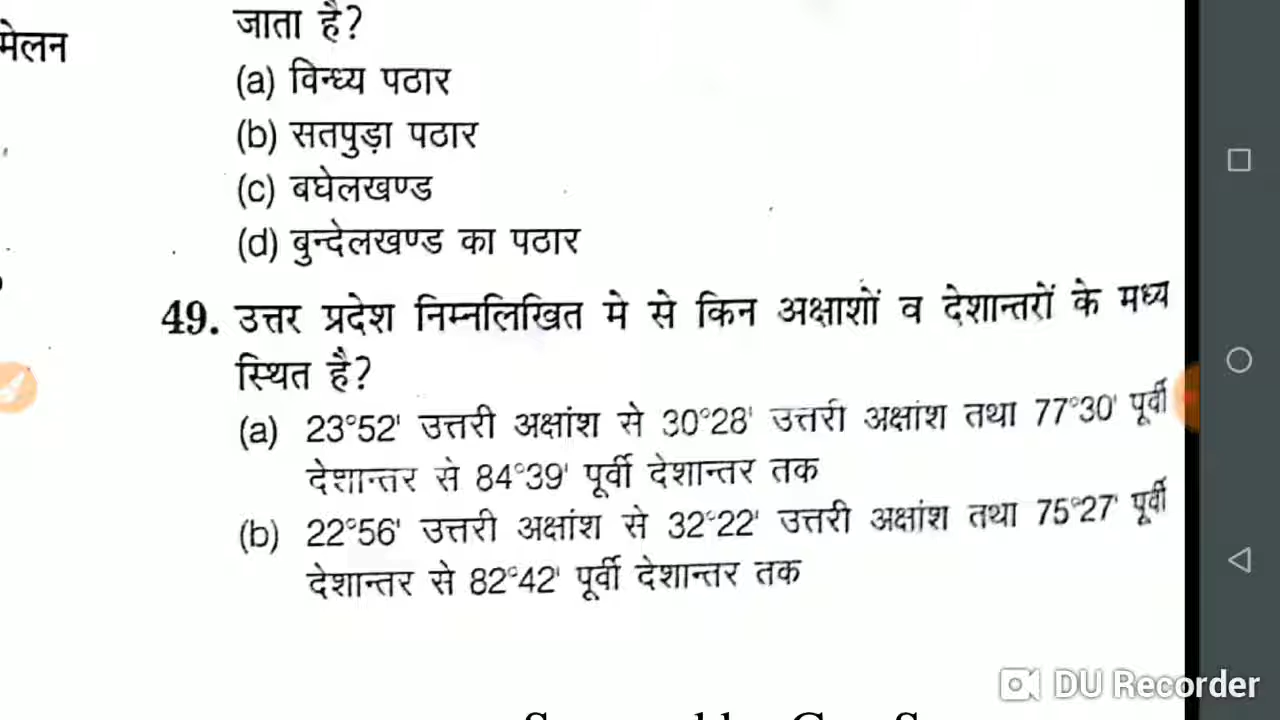 जाता है?
मेलन
(a) विन्ध्य पठार
(b) सतपुड़ा पठार
(c) बघेलखण्ड
(d) बुन्देलखण्ड का पठार
49. उत्तर प्रदेश निम्नलिखित मे से किन अक्षाशों व देशान्तरों के मध्य
स्थित है?
(a) 23°52' उत्तरी अक्षांश से 30°28' उत्तरी अक्षांश तथा 77°30' पूर्वी
देशान्तर से 84°39' पूर्वी देशान्तर तक
(b) 22°56' उत्तरी अक्षांश से 32°22' उत्तरी अक्षांश तथा 75°27' पूर्वी
देशान्तर से 82°42' पूर्वी देशान्तर तक
DU Recorder